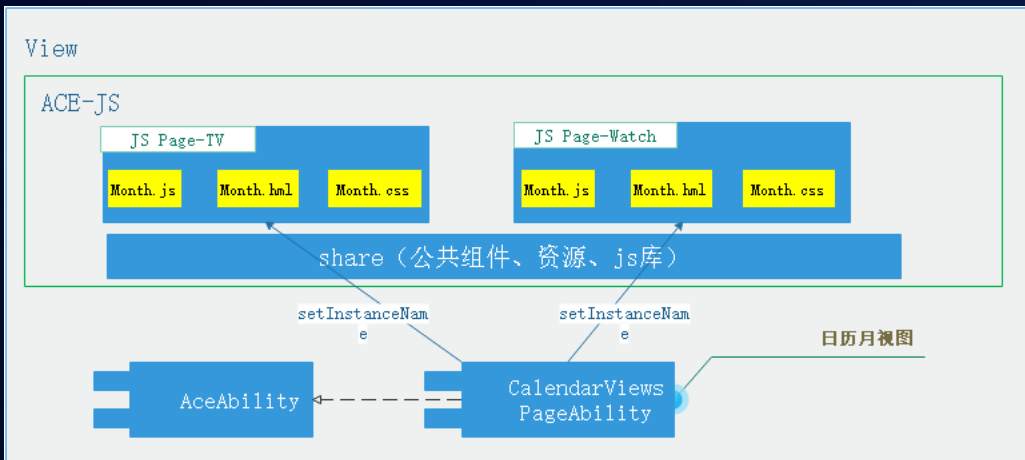 View
ACE-JS
JS Page-TV
JS Page-Watch
Month.js
Month.hml
Month.css
Month.js
Month.hml
Month.css
share（公共组件、资源、js库）
setInstanceNam
e
setInstanceNam
e
日历月视图
AceAbility
CalendarViews
PageAbility